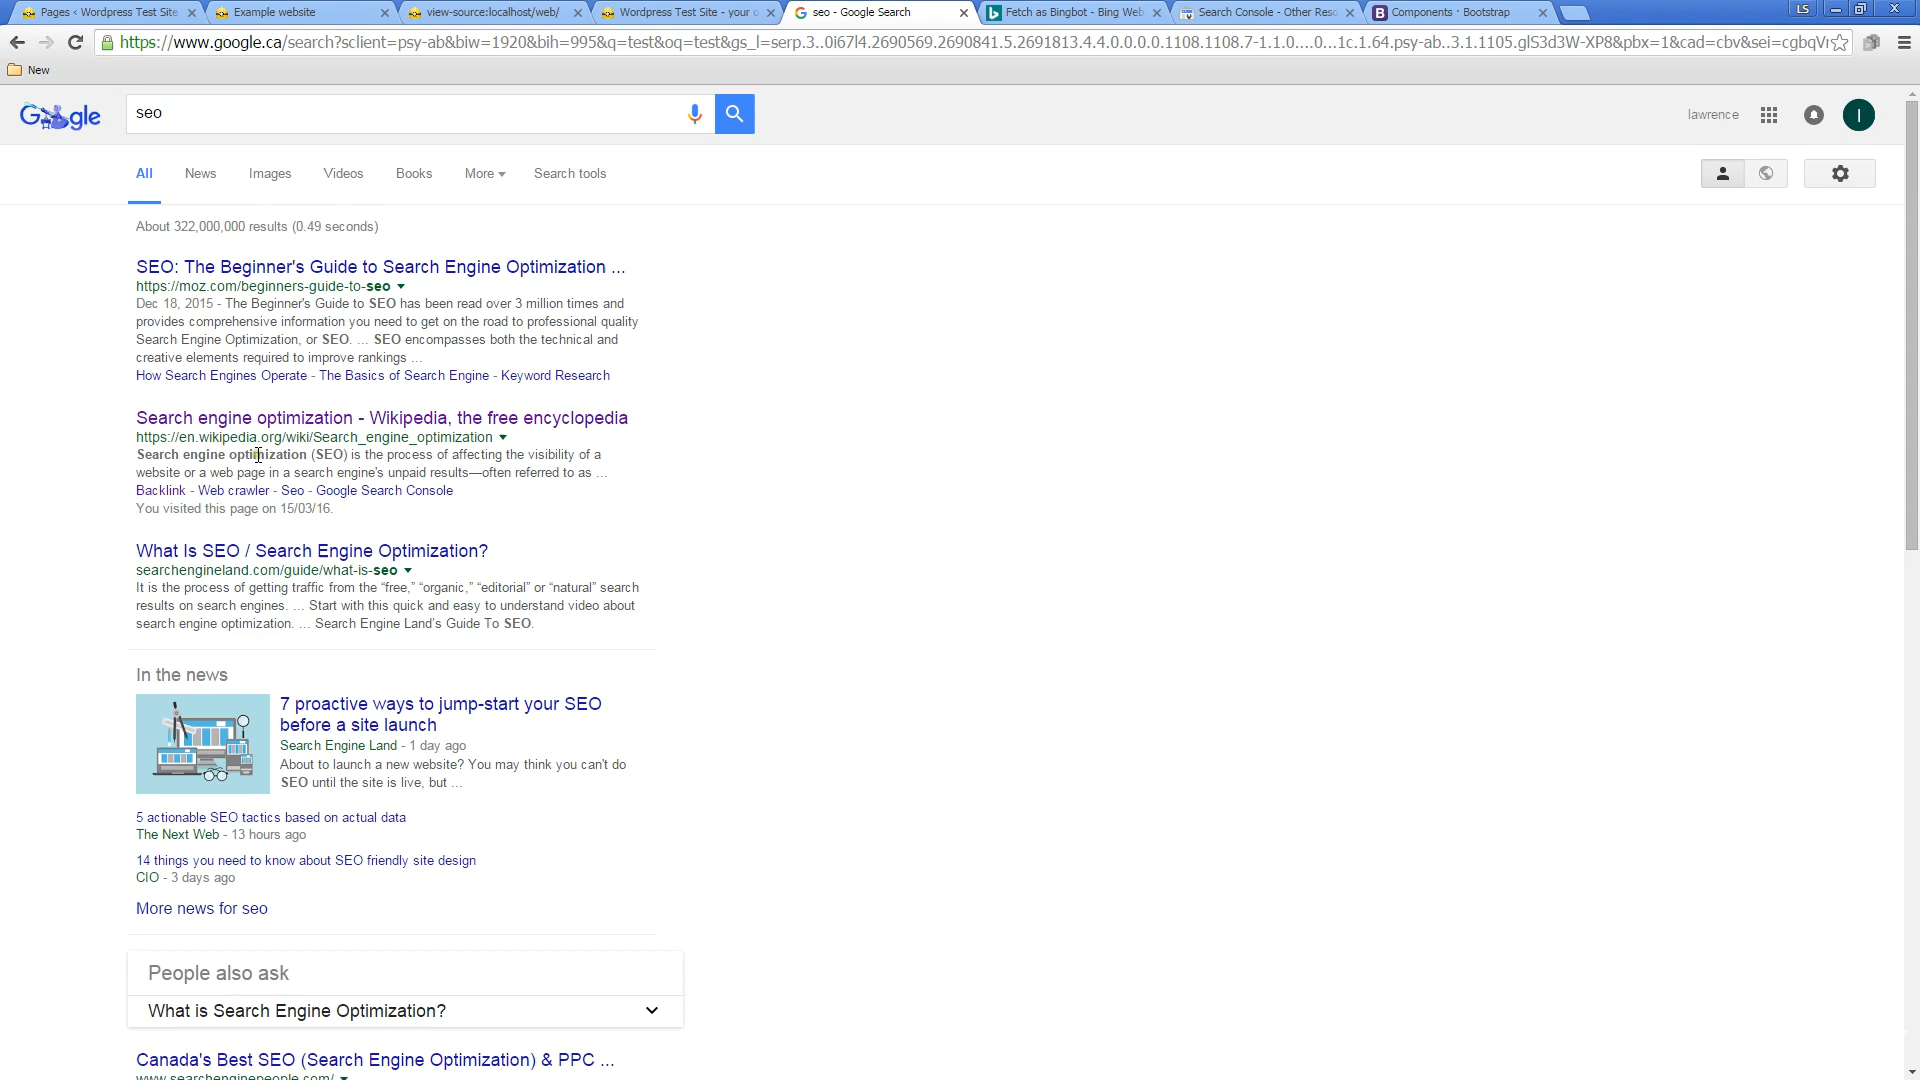 Pages ‹ Wordpress Test Site
Example website
view-source:localhost/web/
Wordpress Test Site - your o
seo - Google Search
Fetch as Bingbot - Bing Web
Search Console - Other Reso
Components · Bootstrap
LS
https://www.google.ca/search?sclient=psy-ab&biw=1920&bih=995&q=test&oq=test&gs_l=serp.3..0i67l4.2690569.2690841.5.2691813.4.4.0.0.0.0.1108.1108.7-1.1.0....0...1c.1.64.psy-ab..3.1.1105.glS3d3W-XP8&pbx=1&cad=cbv&sei=cgbqVr
New
Google
seo
lawrence
l
All
News
Images
Videos
Books
More
Search tools
About 322,000,000 results (0.49 seconds)
SEO: The Beginner's Guide to Search Engine Optimization ...
https://moz.com/beginners-guide-to-seo
Dec 18, 2015 - The Beginner's Guide to SEO has been read over 3 million times and
provides comprehensive information you need to get on the road to professional quality
Search Engine Optimization, or SEO. ... SEO encompasses both the technical and
creative elements required to improve rankings ...
How Search Engines Operate - The Basics of Search Engine - Keyword Research
Search engine optimization - Wikipedia, the free encyclopedia
https://en.wikipedia.org/wiki/Search_engine_optimization
Search engine optimization (SEO) is the process of affecting the visibility of a
website or a web page in a search engine's unpaid results—often referred to as ...
Backlink - Web crawler - Seo - Google Search Console
You visited this page on 15/03/16.
What Is SEO / Search Engine Optimization?
searchengineland.com/guide/what-is-seo
It is the process of getting traffic from the “free,” “organic,” “editorial” or “natural” search
results on search engines. ... Start with this quick and easy to understand video about
search engine optimization. ... Search Engine Land's Guide To SEO.
In the news
7 proactive ways to jump-start your SEO
before a site launch
Search Engine Land - 1 day ago
About to launch a new website? You may think you can't do
SEO until the site is live, but ...
5 actionable SEO tactics based on actual data
The Next Web - 13 hours ago
14 things you need to know about SEO friendly site design
CIO - 3 days ago
More news for seo
People also ask
What is Search Engine Optimization?
Canada's Best SEO (Search Engine Optimization) & PPC ...
www.searchenginepeople.com/